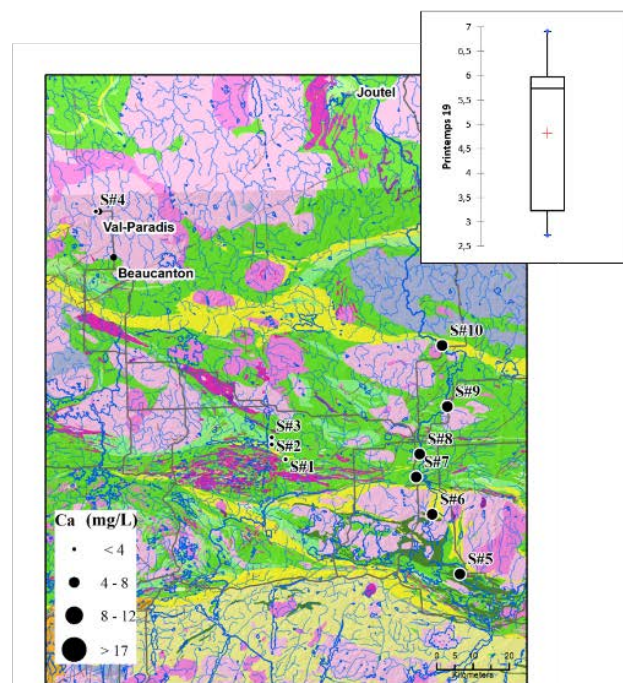 7
6,5
6
5,5
5
4,5
4
3,5
3
2,5
Printemps 19
Joutel
S#4
Val-Paradis
Beaucanton
S#10
S#9
S#3
S#2
S#8
S#1
S#7
S#6
S#5
Ca (mg/L)
< 4
4 - 8
8 - 12
> 17
0 5 10 20
Kilometers